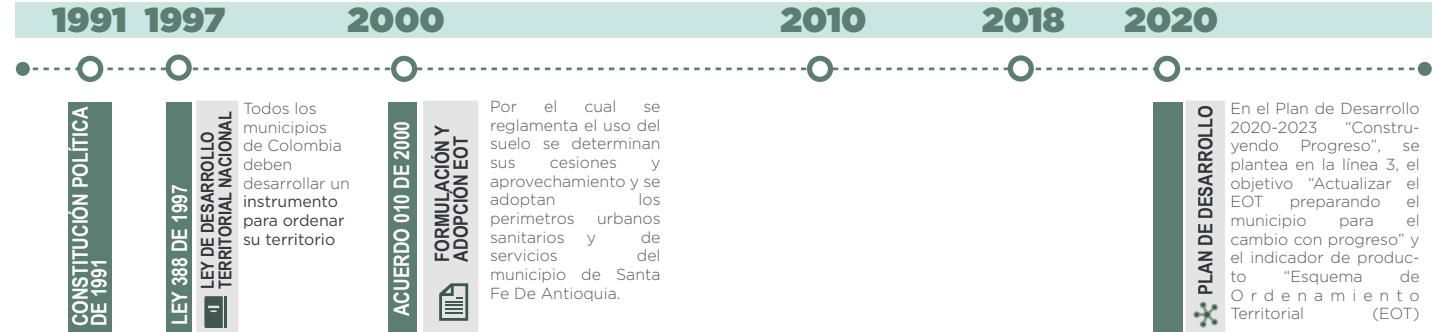 1991 1997 2000 2010 2018 2020
CONSTITUCIÓN POLÍTICA
DE 1991
LEY 388 DE 1997
LEY DE DESARROLLO
TERRITORIAL NACIONAL
Todos los
municipios
de Colombia
deben
desarrollar un
instrumento
para ordenar
su territorio
ACUERDO 010 DE 2000
FORMULACIÓN Y
ADOPCIÓN EOT
Por el cual se
reglamenta el uso del
suelo se determinan
sus cesiones y
aprovechamiento y se
adoptan los
perimetros urbanos
sanitarios y de
servicios del
municipio de Santa
Fe De Antioquia.
PLAN DE DESARROLLO
En el Plan de Desarrollo
2020-2023 “Constru-
yendo Progreso”, se
plantea en la línea 3, el
objetivo “Actualizar el
EOT preparando el
municipio para el
cambio con progreso” y
el indicador de produc-
to “Esquema de
Ordenamiento
Territorial (EOT)